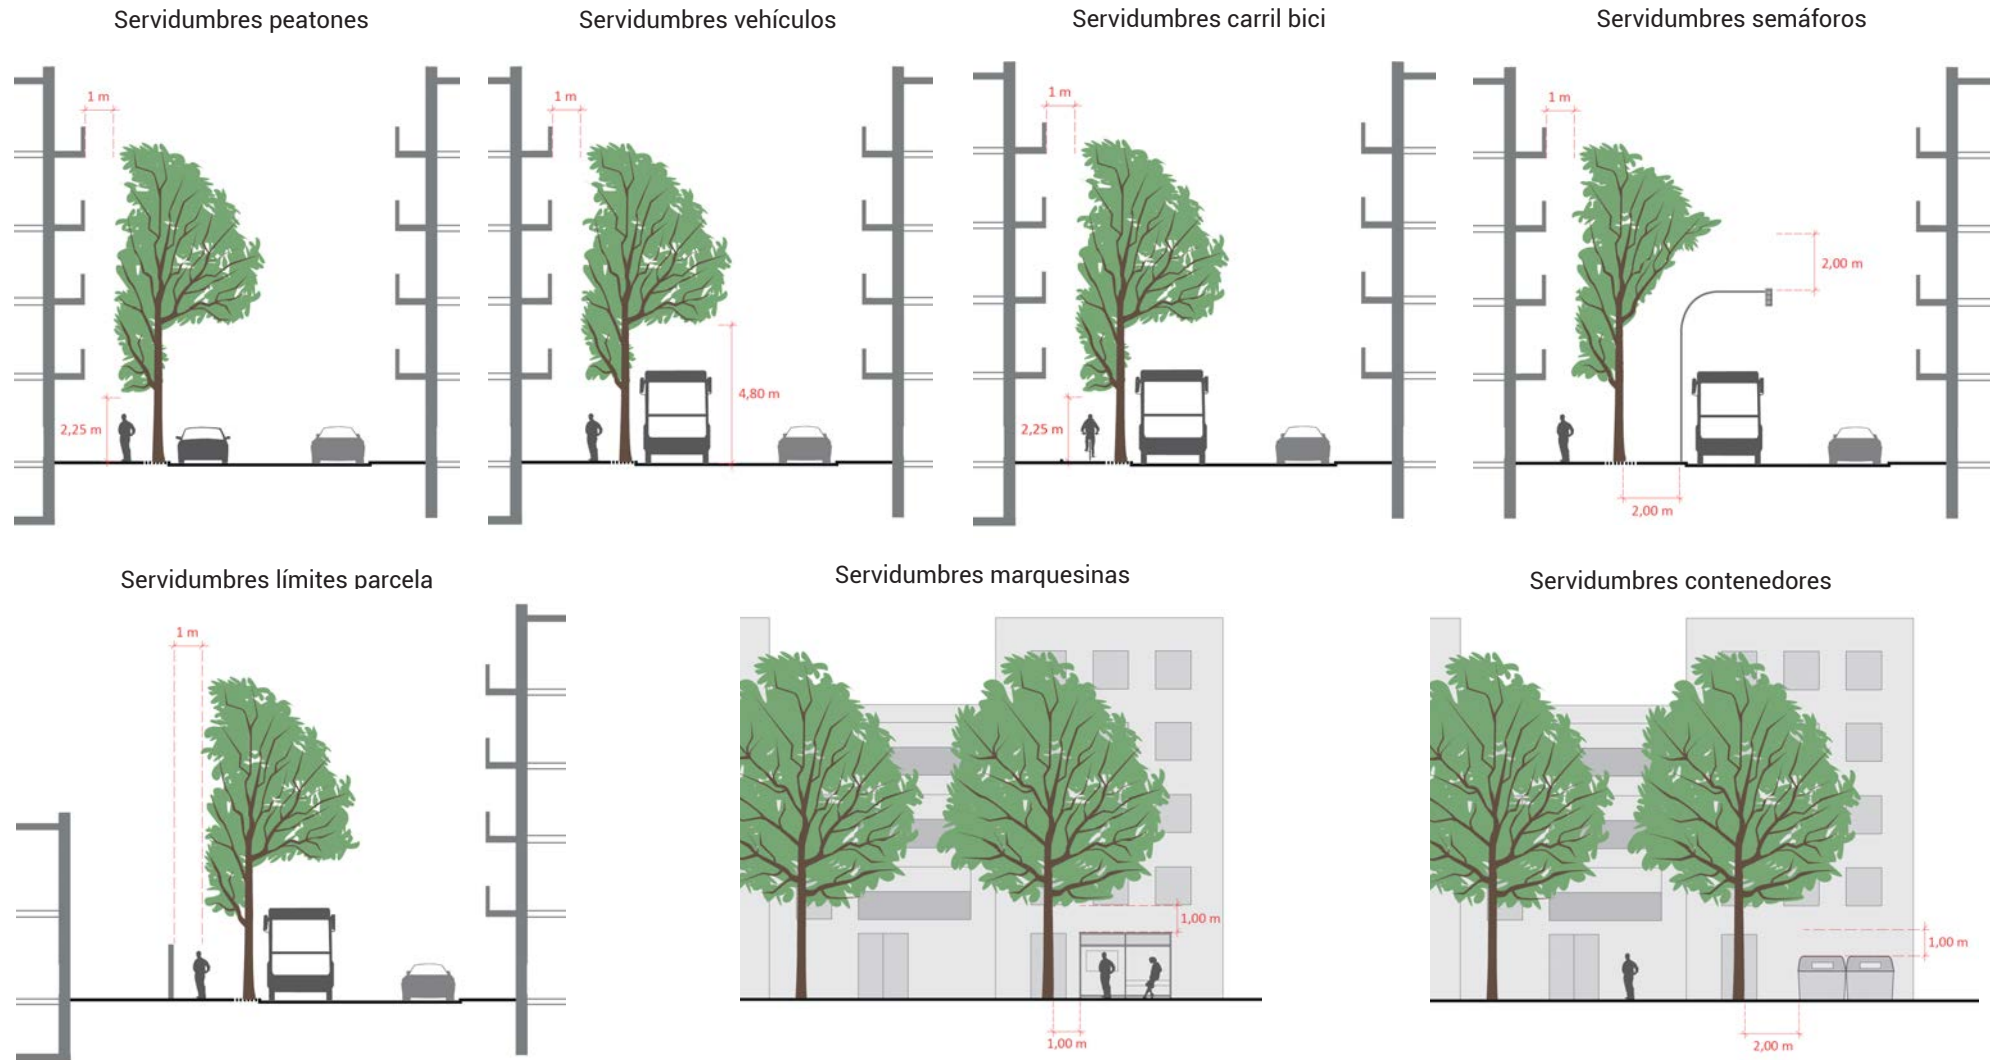 Servidumbres peatones
1 m
2,25 m
Servidumbres vehículos
1 m
4,80 m
Servidumbres carril bici
1 m
2,25 m
Servidumbres semáforos
1 m
2,00 m
2,00 m
Servidumbres límites parcela
1 m
Servidumbres marquesinas
1,00 m
1,00 m
Servidumbres contenedores
1,00 m
2,00 m